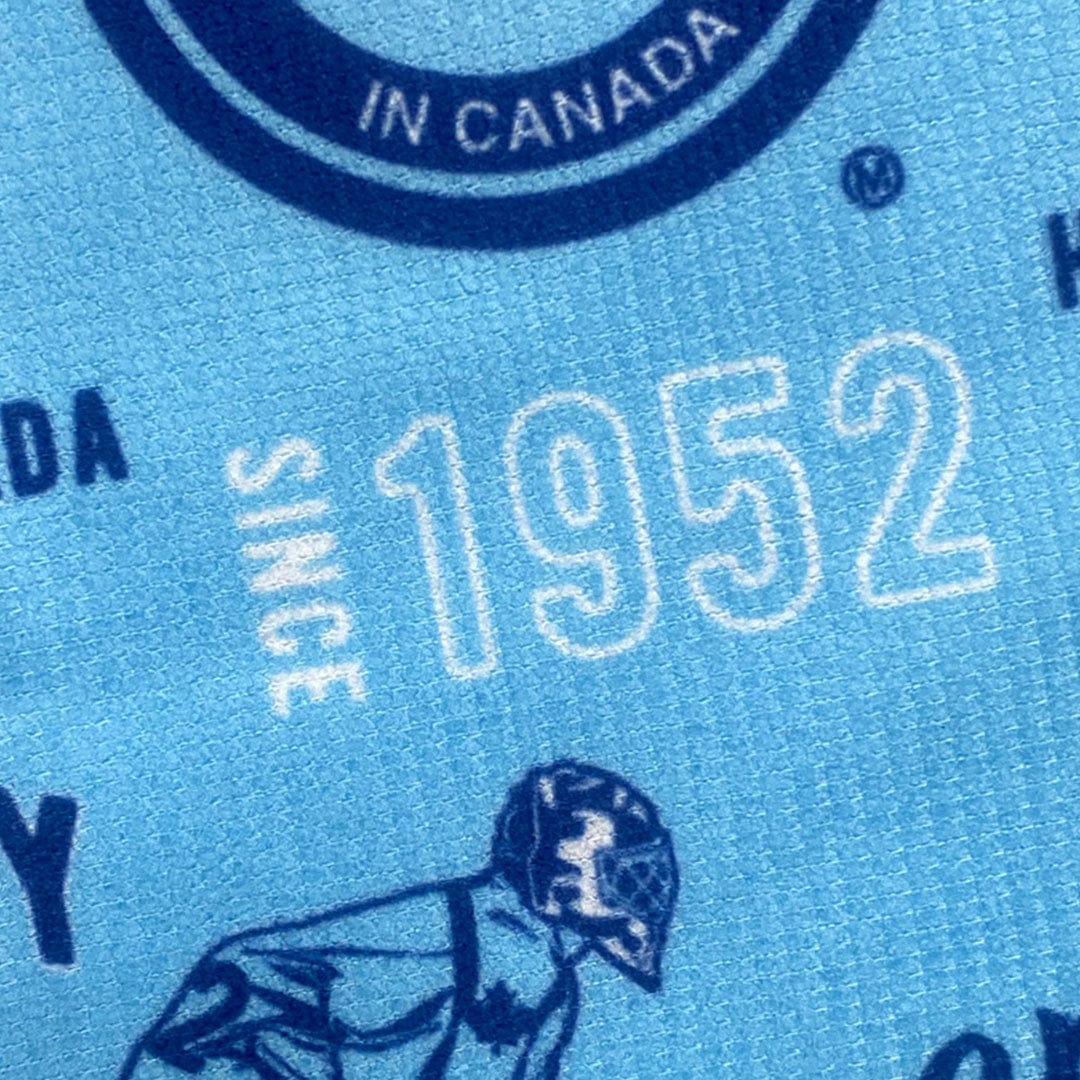 IN CANADA
Ⓜ
SINCE 1952